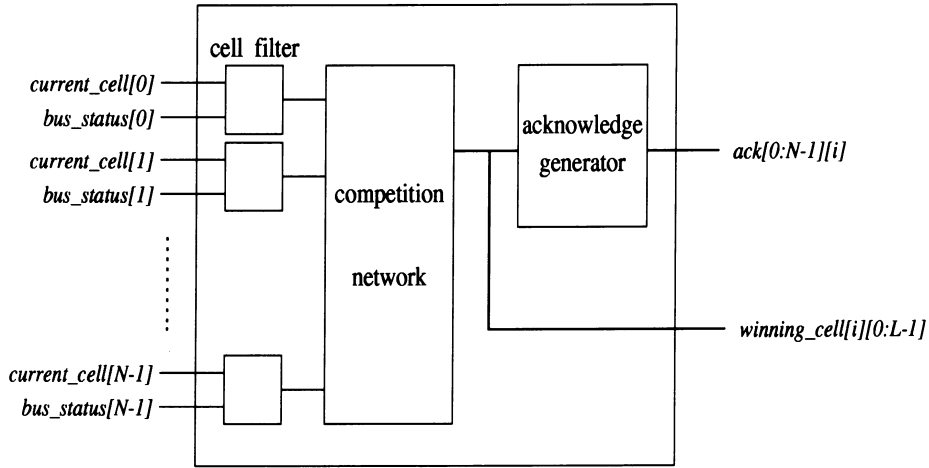 cell filter
current_cell[0]
bus_status[0]
current_cell[1]
bus_status[1]
current_cell[N-1]
bus_status[N-1]
competition
network
acknowledge
generator
ack[0:N-1][i]
winning_cell[i][0:L-1]